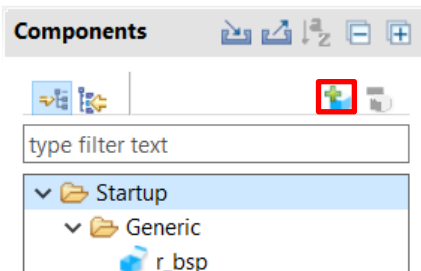 Components
type filter text
Startup
Generic
r_bsp